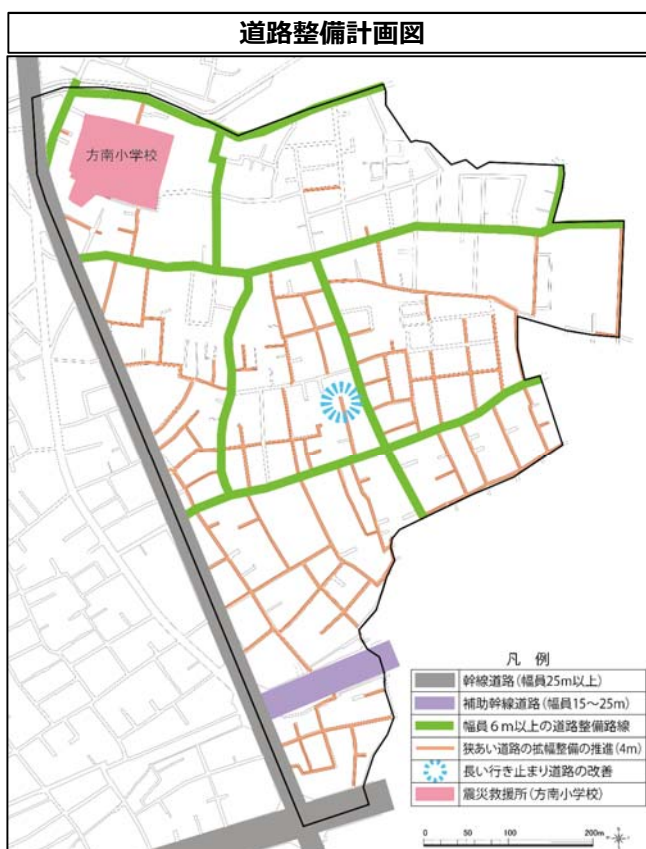 道路整備計画図
方南小学校
凡 例
幹線道路(幅員25m以上)
補助幹線道路(幅員15～25m)
幅員6m以上の道路整備路線
狭あい道路の拡幅整備の推進(4m)
長い行き止まり道路の改善
震災救援所(方南小学校)
0 50 100 200m